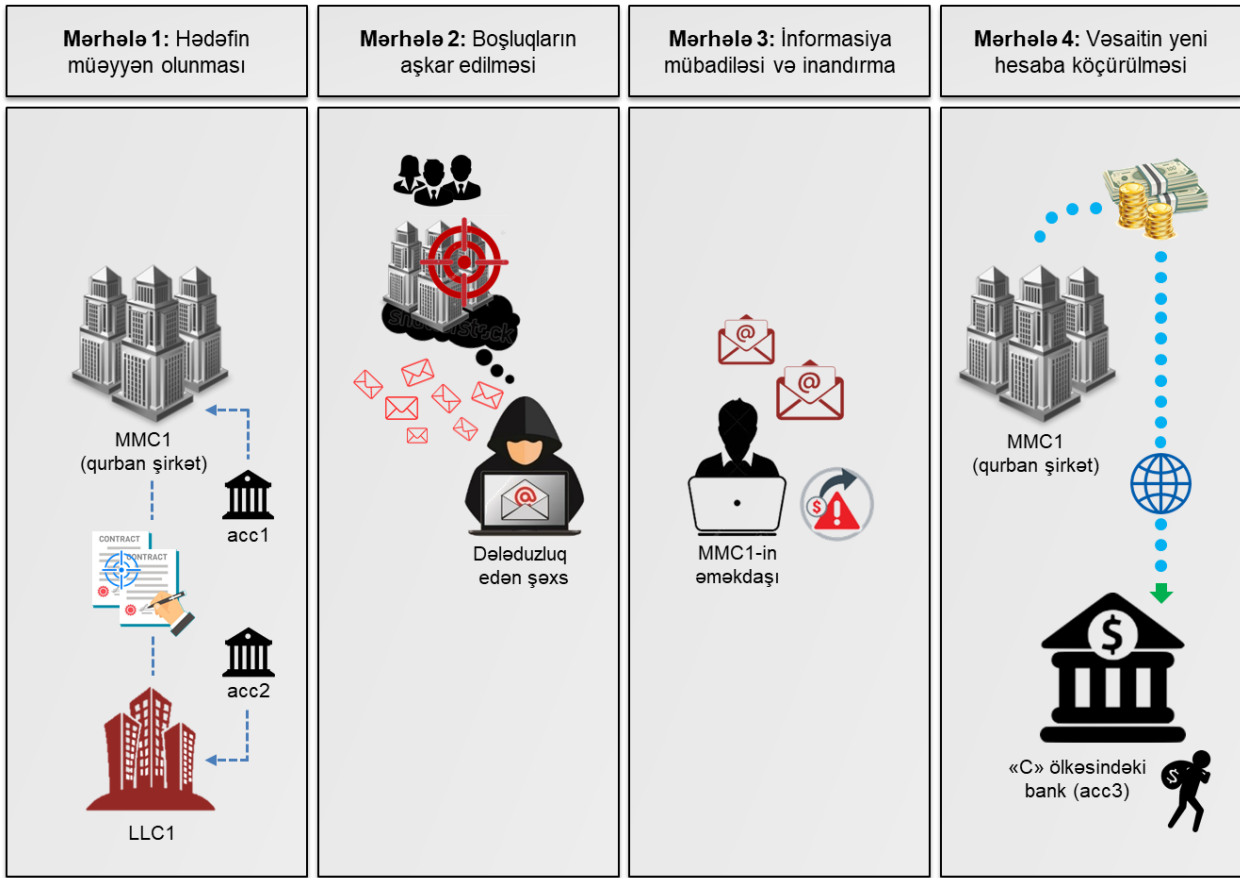 Mərhələ 1: Hədəfin
müəyyən olunması
Mərhələ 2: Boşluqların
aşkar edilməsi
Mərhələ 3: İnformasiya
mübadiləsi və inandırma
Mərhələ 4: Vəsaitin yeni
hesaba köçürülməsi
MMC1
(qurban şirkət)
acc1
CONTRACT
CONTRACT
acc2
LLC1
@
Dələduzluq
edən şəxs
@
@
$
MMC1-in
əməkdaşı
MMC1
(qurban şirkət)
$
«C» ölkəsindəki
bank (acc3)
$